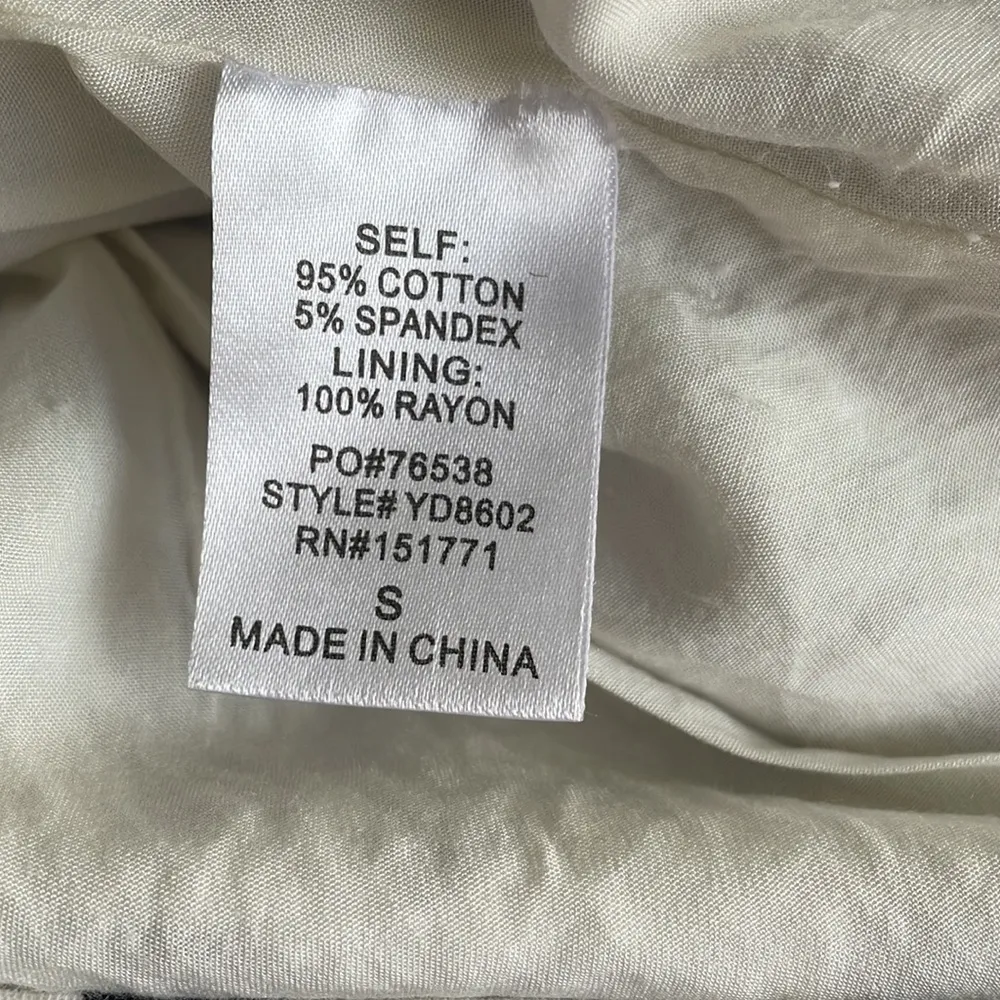 SELF:
95% COTTON
5% SPANDEX
LINING:
100% RAYON
PO#76538
STYLE# YD8602
RN#151771
S
MADE IN CHINA